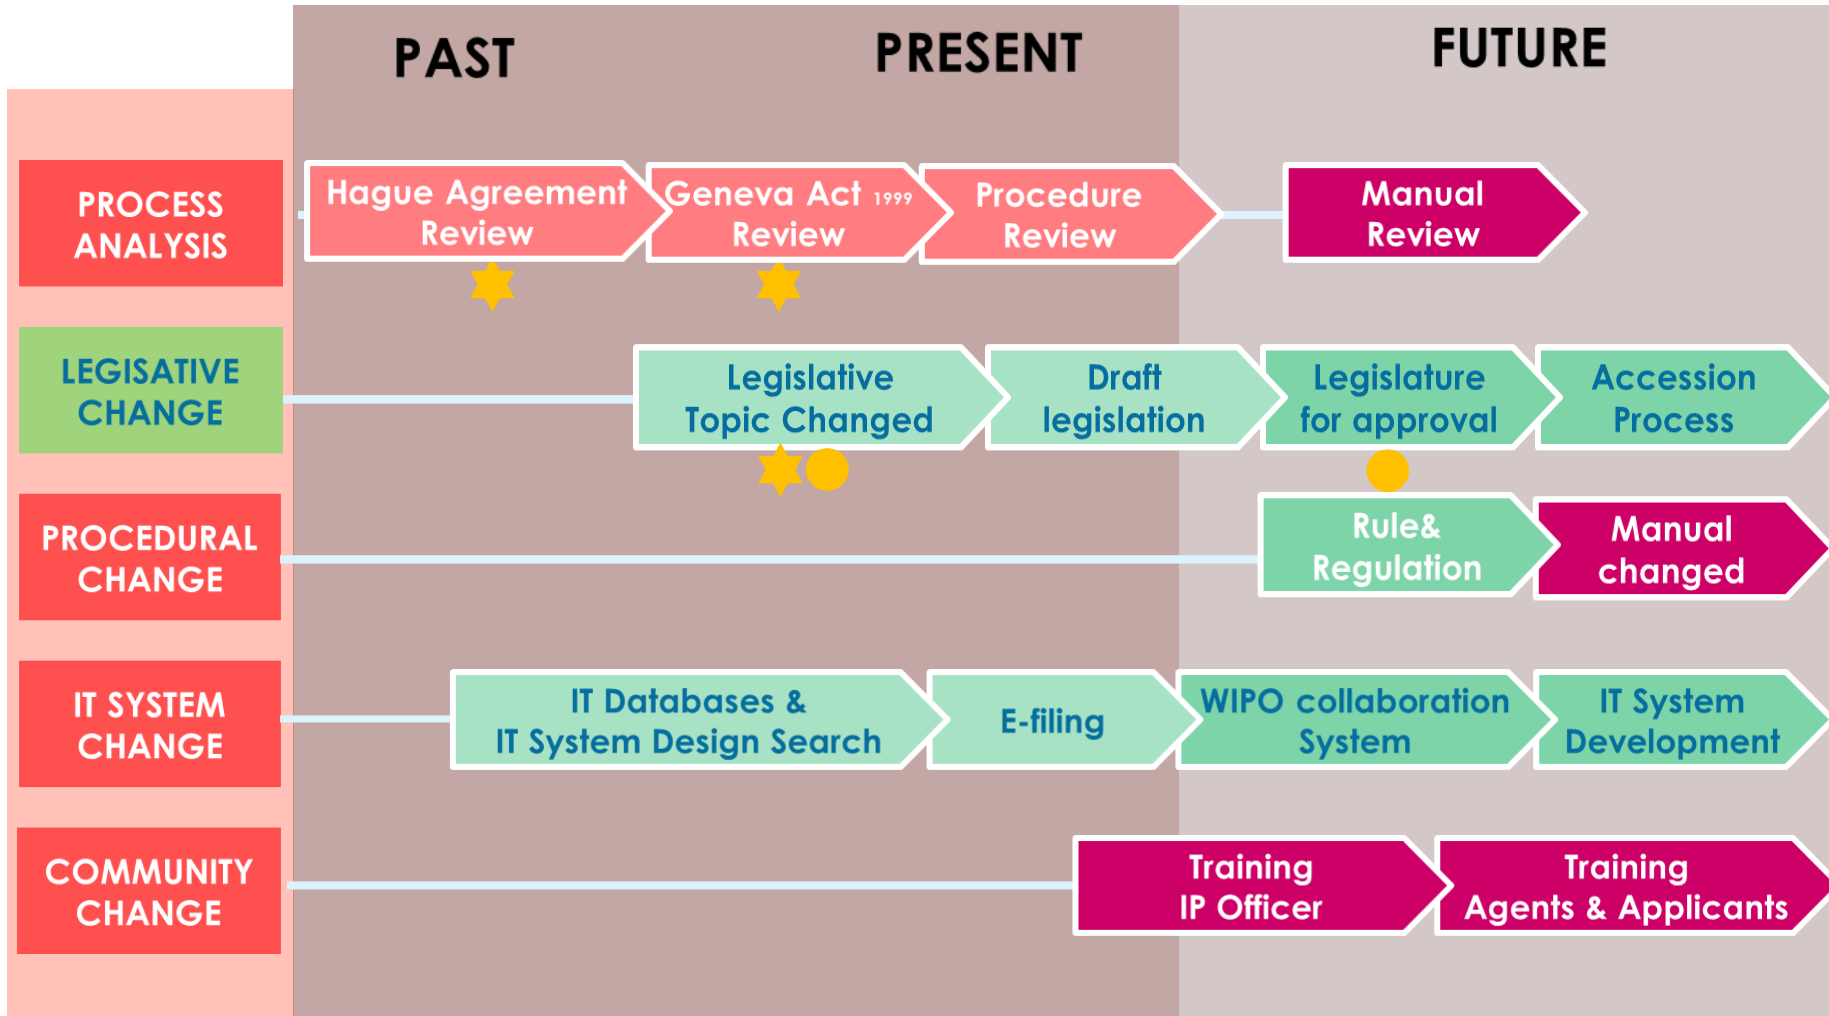 PAST
PRESENT
FUTURE
PROCESS
ANALYSIS
Hague Agreement
Review
Geneva Act 1999
Review
Procedure
Review
Manual
Review
LEGISATIVE
CHANGE
Legislative
Topic Changed
Draft
legislation
Legislature
for approval
Accession
Process
PROCEDURAL
CHANGE
Rule&
Regulation
Manual
changed
IT SYSTEM
CHANGE
IT Databases &
IT System Design Search
E-filing
WIPO collaboration
System
IT System
Development
COMMUNITY
CHANGE
Training
IP Officer
Training
Agents & Applicants